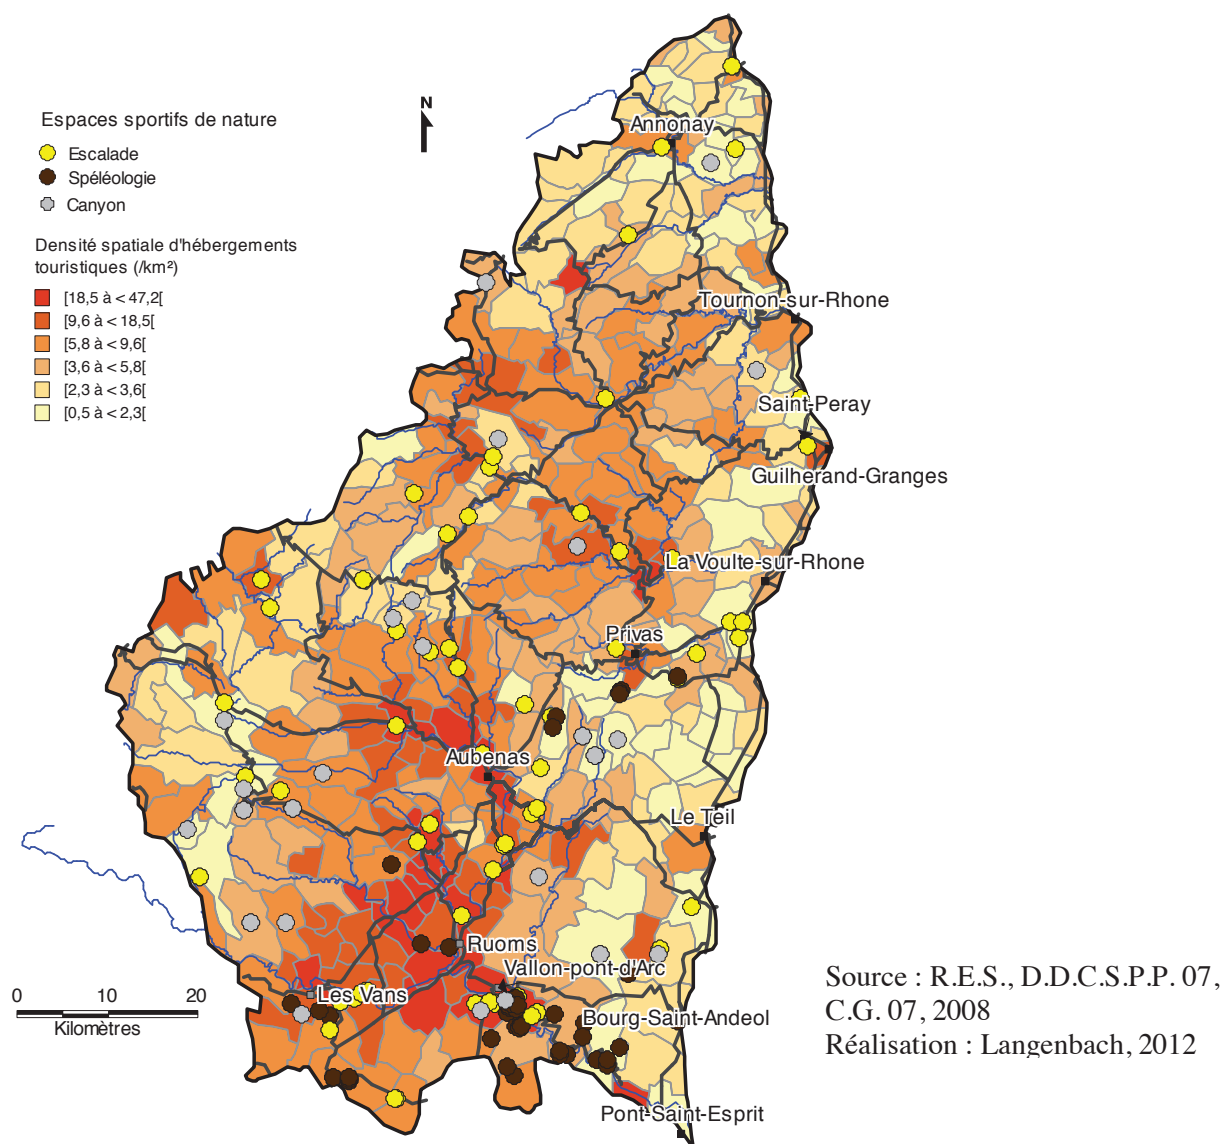 N
Espaces sportifs de nature
Escalade
Spéléologie
Canyon
Densité spatiale d'hébergements
touristiques (/km²)
[18,5 à < 47,2[
[9,6 à < 18,5[
[5,8 à < 9,6[
[3,6 à < 5,8[
[2,3 à < 3,6[
[0,5 à < 2,3[
Annonay
Tournon-sur-Rhone
Saint-Peray
Guilherand-Granges
La Voulte-sur-Rhone
Privas
Aubenas
Le Teil
Ruoms
Vallon-pont-d'Arc
Les Vans
Bourg-Saint-Andeol
Pont-Saint-Esprit
0 10 20
Kilomètres
Source : R.E.S., D.D.C.S.P.P. 07,
C.G. 07, 2008
Réalisation : Langenbach, 2012